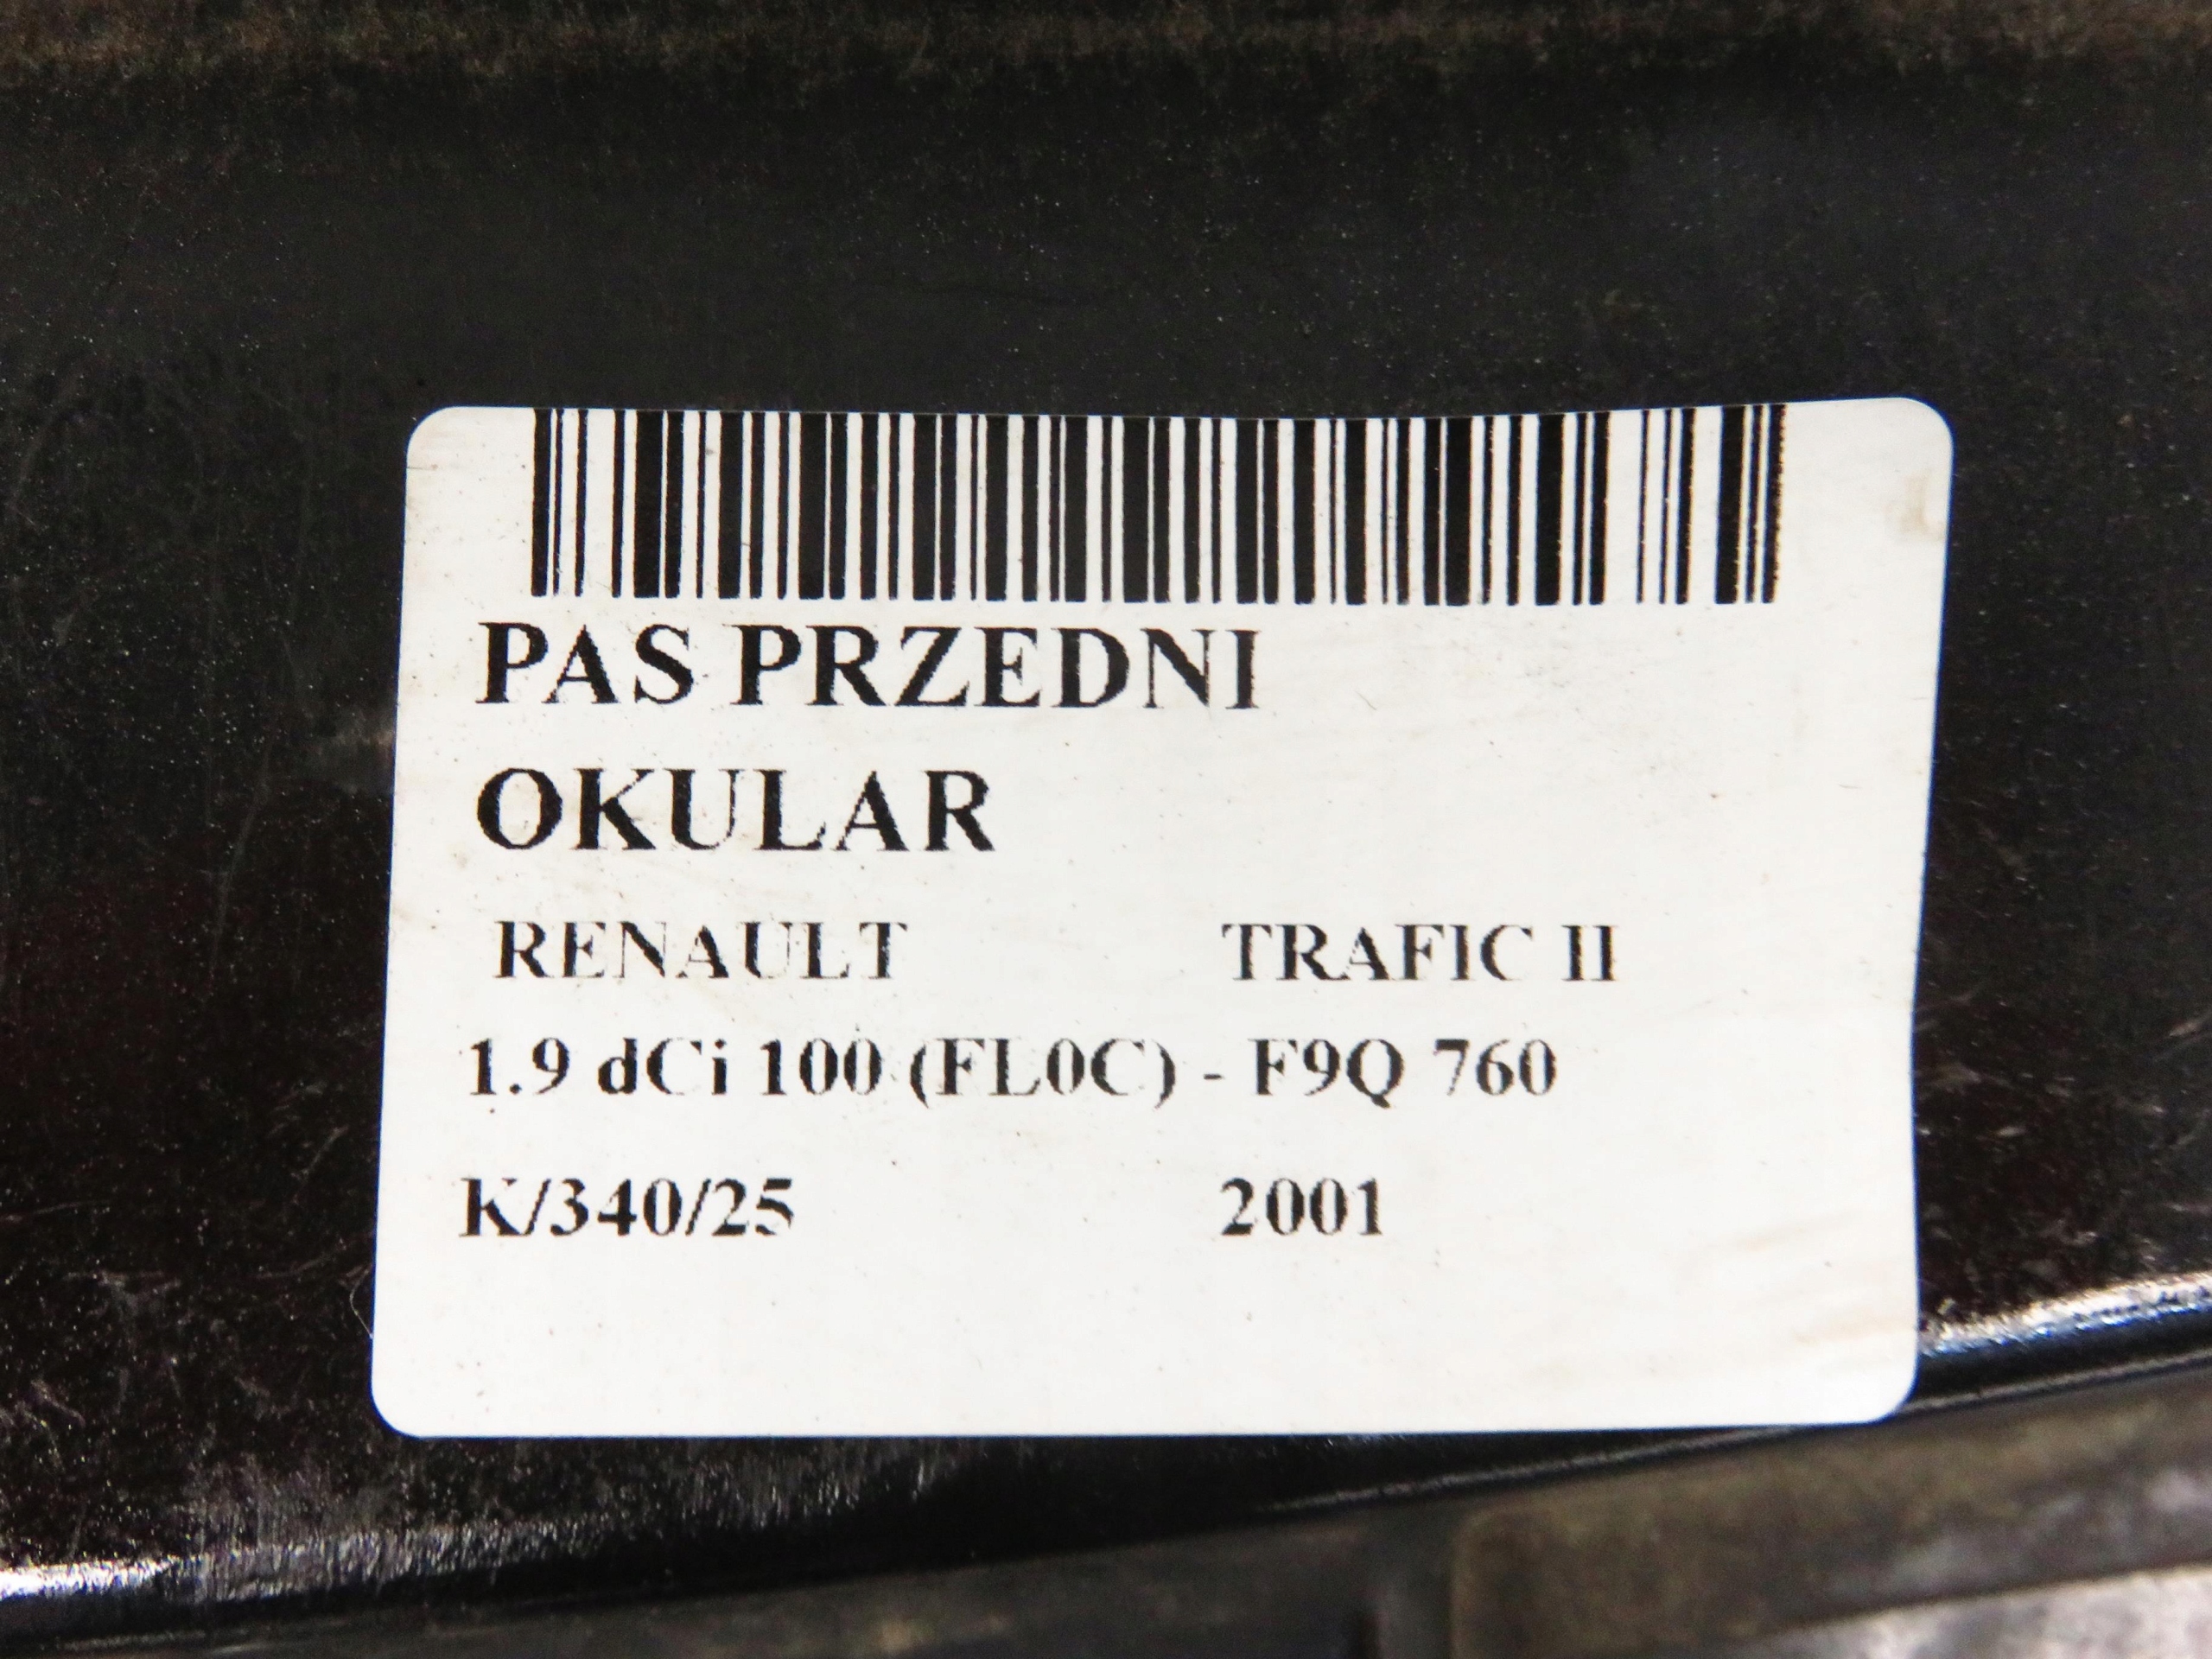 PAS PRZEDNI
OKULAR
RENAULT TRAFIC II
1.9 dCi 100 (FL0C) - F9Q 760
K/340/25 2001